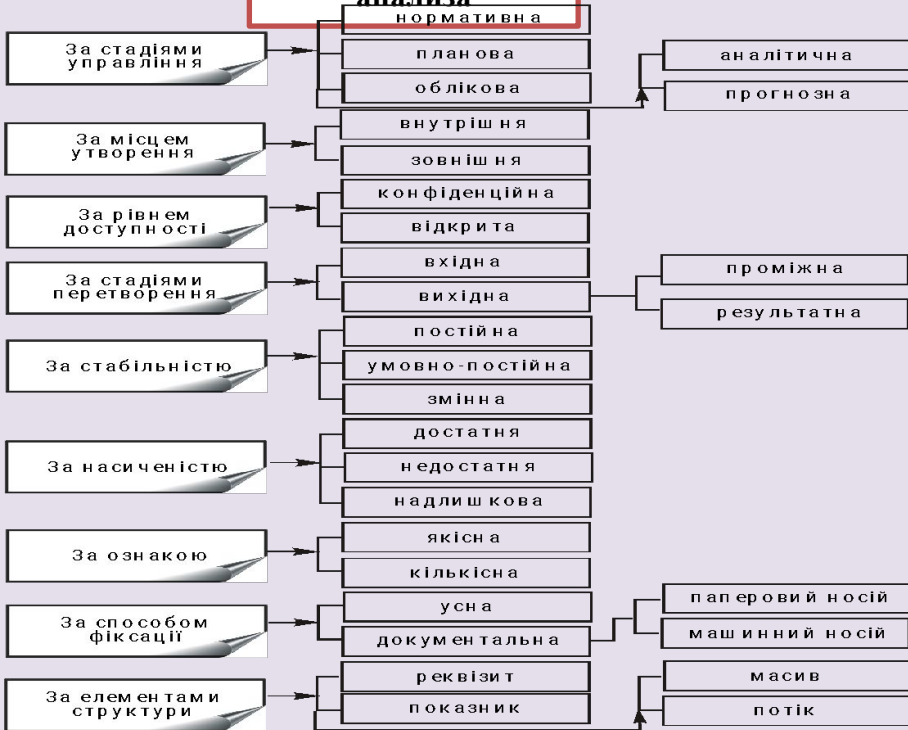 анализа
За стадіями
управління
нормативна
планова
облікова
аналітична
прогнозна
За місцем
утворення
внутрішня
зовнішня
За рівнем
доступності
конфіденційна
відкрита
За стадіями
перетворення
вхідна
вихідна
проміжна
результатна
За стабільністю
постійна
умовно-постійна
змінна
За насиченістю
достатня
недостатня
надлишкова
За ознакою
якісна
кількісна
За способом
фіксації
усна
документальна
паперовий носій
машинний носій
За елементами
структури
реквізит
показник
масив
потік